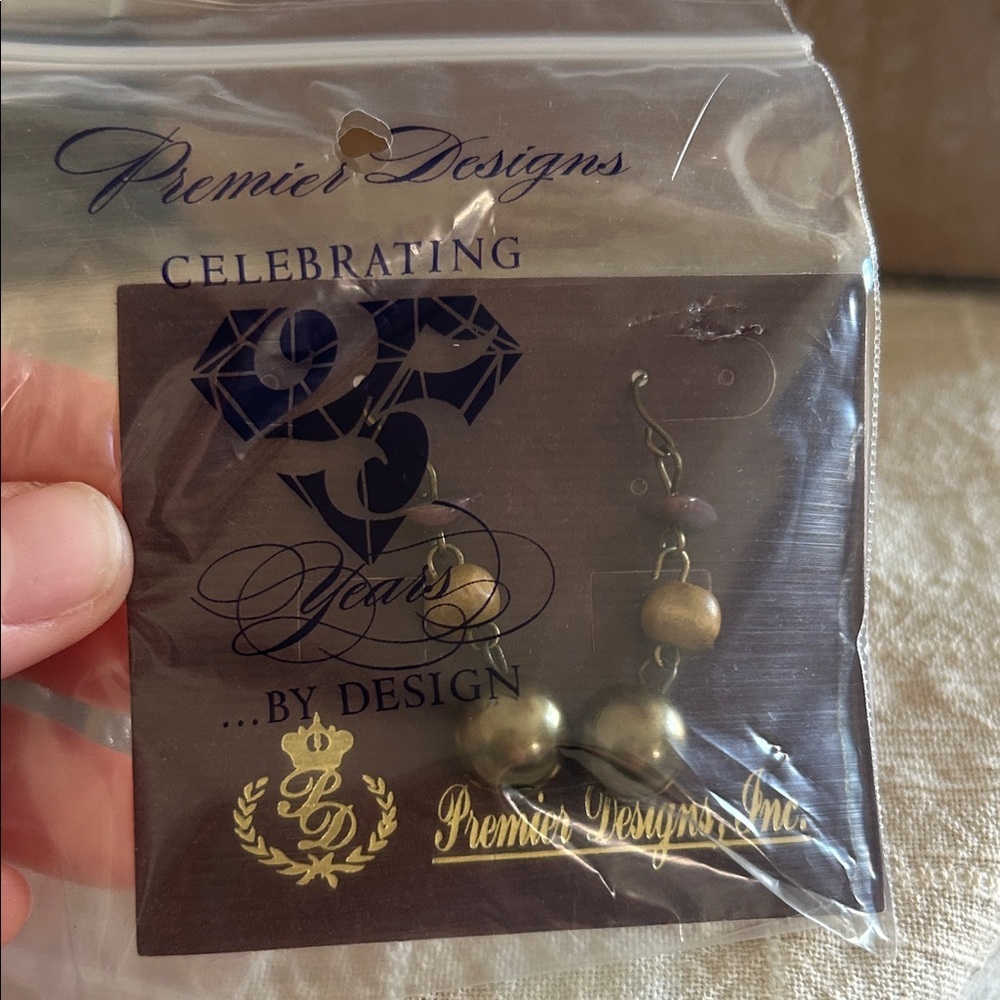 Premier Designs
CELEBRATING
25
Years
...BY DESIGN
PD
Premier Designs, Inc.